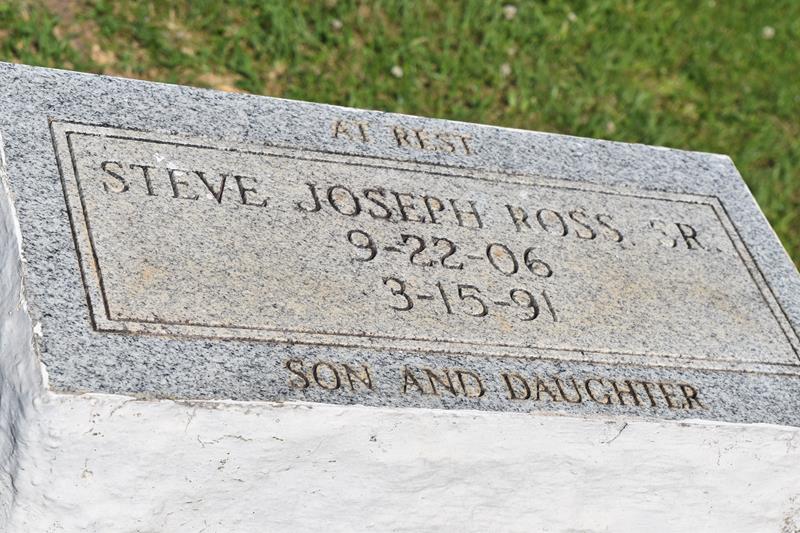 AT REST
STEVE JOSEPH ROSS, SR.
9-22-06
3-15-91
SON AND DAUGHTER